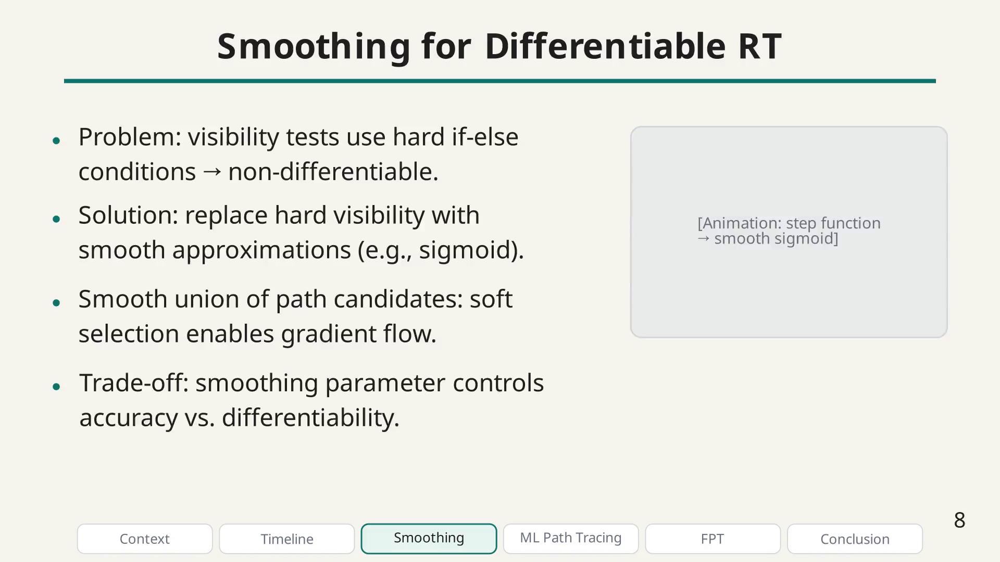 Smoothing for Differentiable RT
• Problem: visibility tests use hard if-else
conditions → non-differentiable.
• Solution: replace hard visibility with
smooth approximations (e.g., sigmoid).
• Smooth union of path candidates: soft
selection enables gradient flow.
• Trade-off: smoothing parameter controls
accuracy vs. differentiability.
[Animation: step function
→ smooth sigmoid]
8
Context
Timeline
Smoothing
ML Path Tracing
FPT
Conclusion